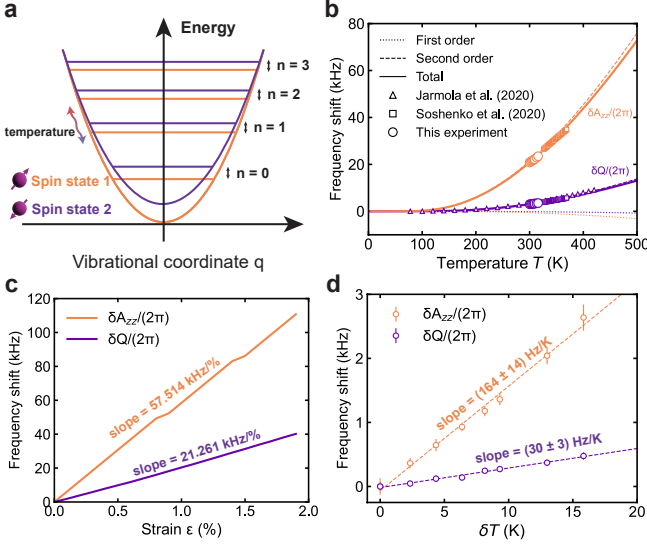 a
Energy
n = 3
n = 2
n = 1
n = 0
temperature
Spin state 1
Spin state 2
Vibrational coordinate q
b
Frequency shift (kHz)
80
60
40
20
0
First order
Second order
Total
Jarmola et al. (2020)
Soshenko et al. (2020)
This experiment
δA_zz/(2π)
δQ/(2π)
0 100 200 300 400 500
Temperature T (K)
c
Frequency shift (kHz)
120
100
80
60
40
20
0
δA_zz/(2π)
δQ/(2π)
slope = 57.514 kHz/%
slope = 21.261 kHz/%
0.0 0.5 1.0 1.5 2.0
Strain ε (%)
d
Frequency shift (kHz)
3
2
1
0
δA_zz/(2π)
δQ/(2π)
slope = (164 ± 14) Hz/K
slope = (30 ± 3) Hz/K
0 5 10 15 20
δT (K)